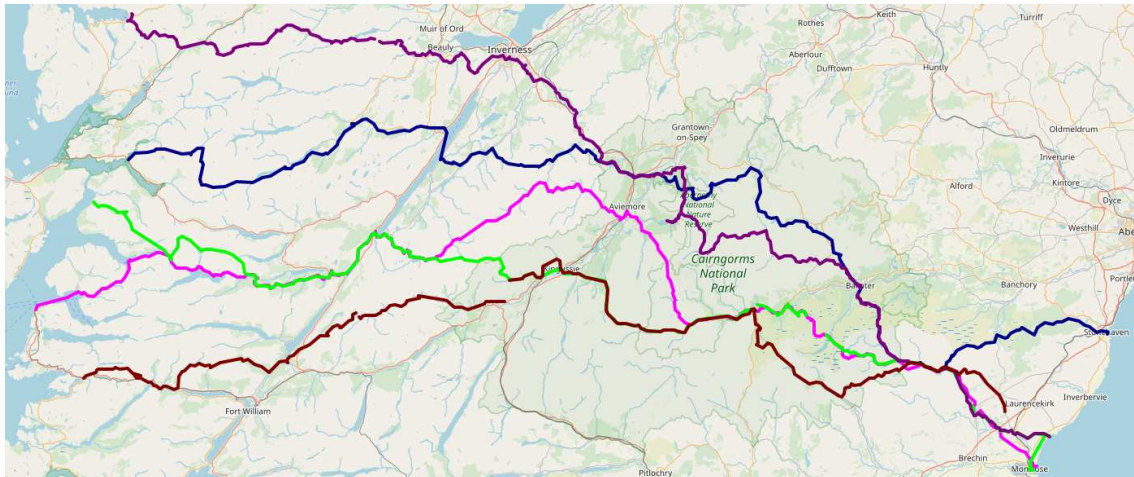 Turriff
Keith
Rothes
Muir of Ord
Aberlour
Beauly
Inverness
Huntly
Dufftown
Grantown-
on-Spey
Oldmeldrum
Inverurie
Kintore
Alford
Dyce
National
Nature
Reserve
Aviemore
Westhill
Cairngorms
National
Park
Banchory
Laurencekirk
Inverbervie
Fort William
Brechin
Pitlochry